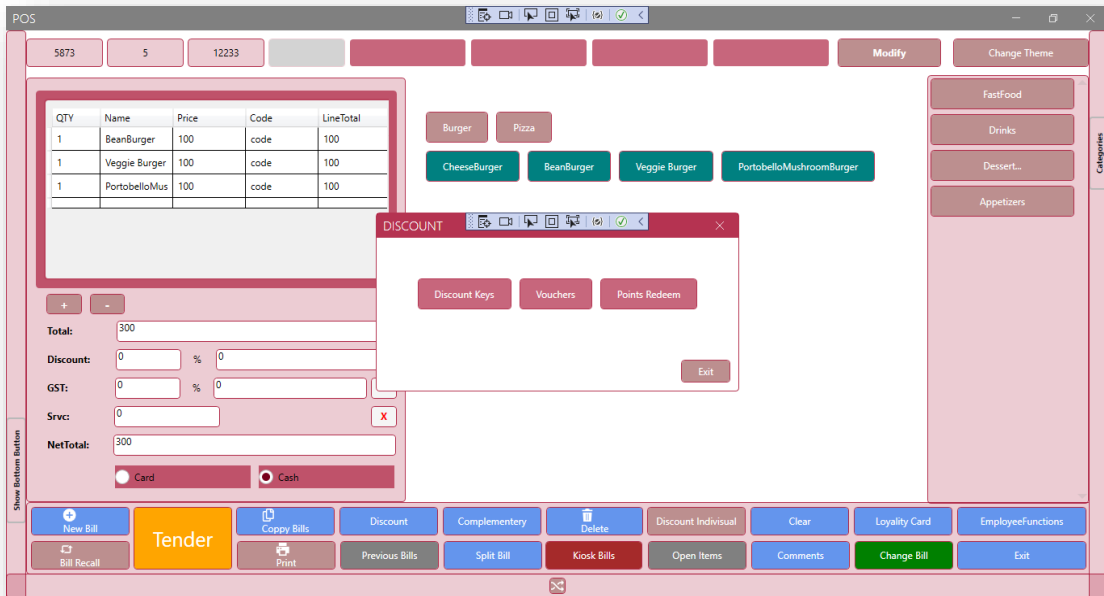 POS
5873 5 12233 Modify Change Theme
QTY Name Price Code LineTotal
1 BeanBurger 100 code 100
1 Veggie Burger 100 code 100
1 PortobelloMus 100 code 100
Burger Pizza
CheeseBurger BeanBurger Veggie Burger PortobelloMushroomBurger
FastFood
Drinks
Dessert...
Appetizers
Categories
DISCOUNT
Discount Keys Vouchers Points Redeem
Exit
+ -
Total: 300
Discount: 0 % 0
GST: 0 % 0
Srvc: 0 X
NetTotal: 300
Card Cash
Show Bottom Button
New Bill Tender Coppy Bills Discount Complementery Delete Discount Indivisual Clear Loyality Card EmployeeFunctions
Bill Recall Print Previous Bills Split Bill Kiosk Bills Open Items Comments Change Bill Exit